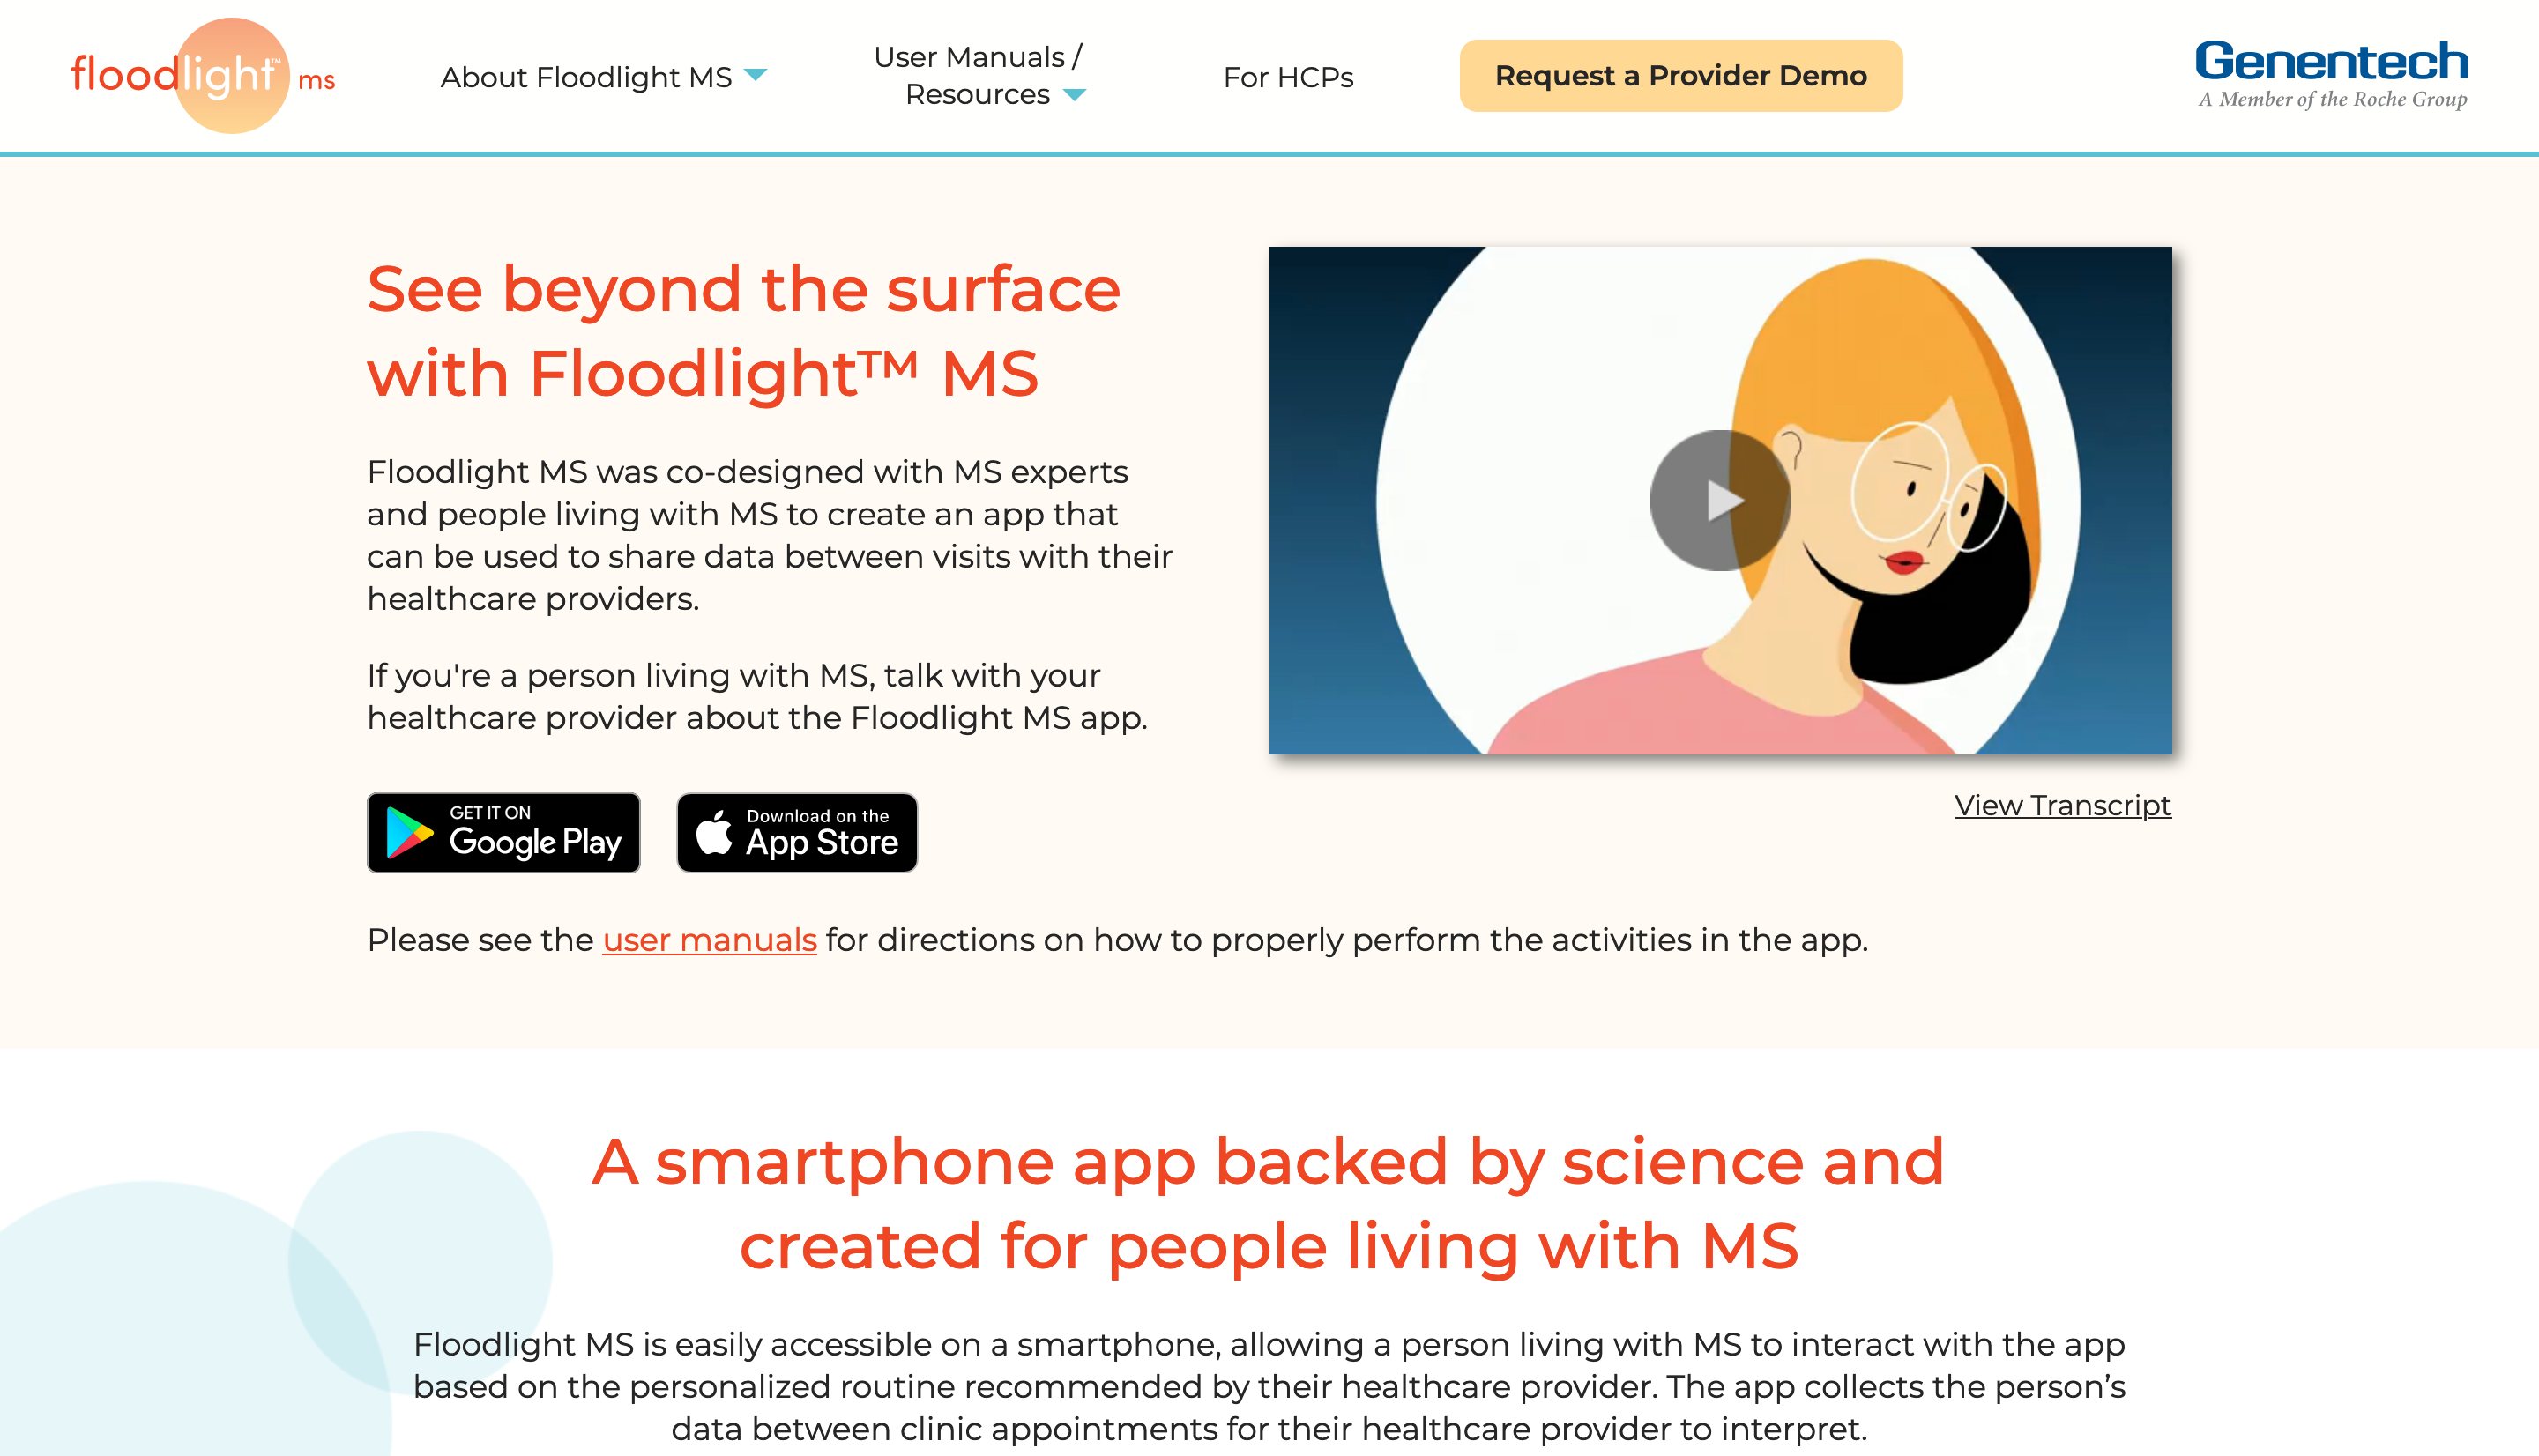 floodlight™ ms
About Floodlight MS
User Manuals /
Resources
For HCPs
Request a Provider Demo
Genentech
A Member of the Roche Group
See beyond the surface
with Floodlight™ MS
Floodlight MS was co-designed with MS experts
and people living with MS to create an app that
can be used to share data between visits with their
healthcare providers.
If you're a person living with MS, talk with your
healthcare provider about the Floodlight MS app.
GET IT ON
Google Play
Download on the
App Store
View Transcript
Please see the user manuals for directions on how to properly perform the activities in the app.
A smartphone app backed by science and
created for people living with MS
Floodlight MS is easily accessible on a smartphone, allowing a person living with MS to interact with the app
based on the personalized routine recommended by their healthcare provider. The app collects the person’s
data between clinic appointments for their healthcare provider to interpret.